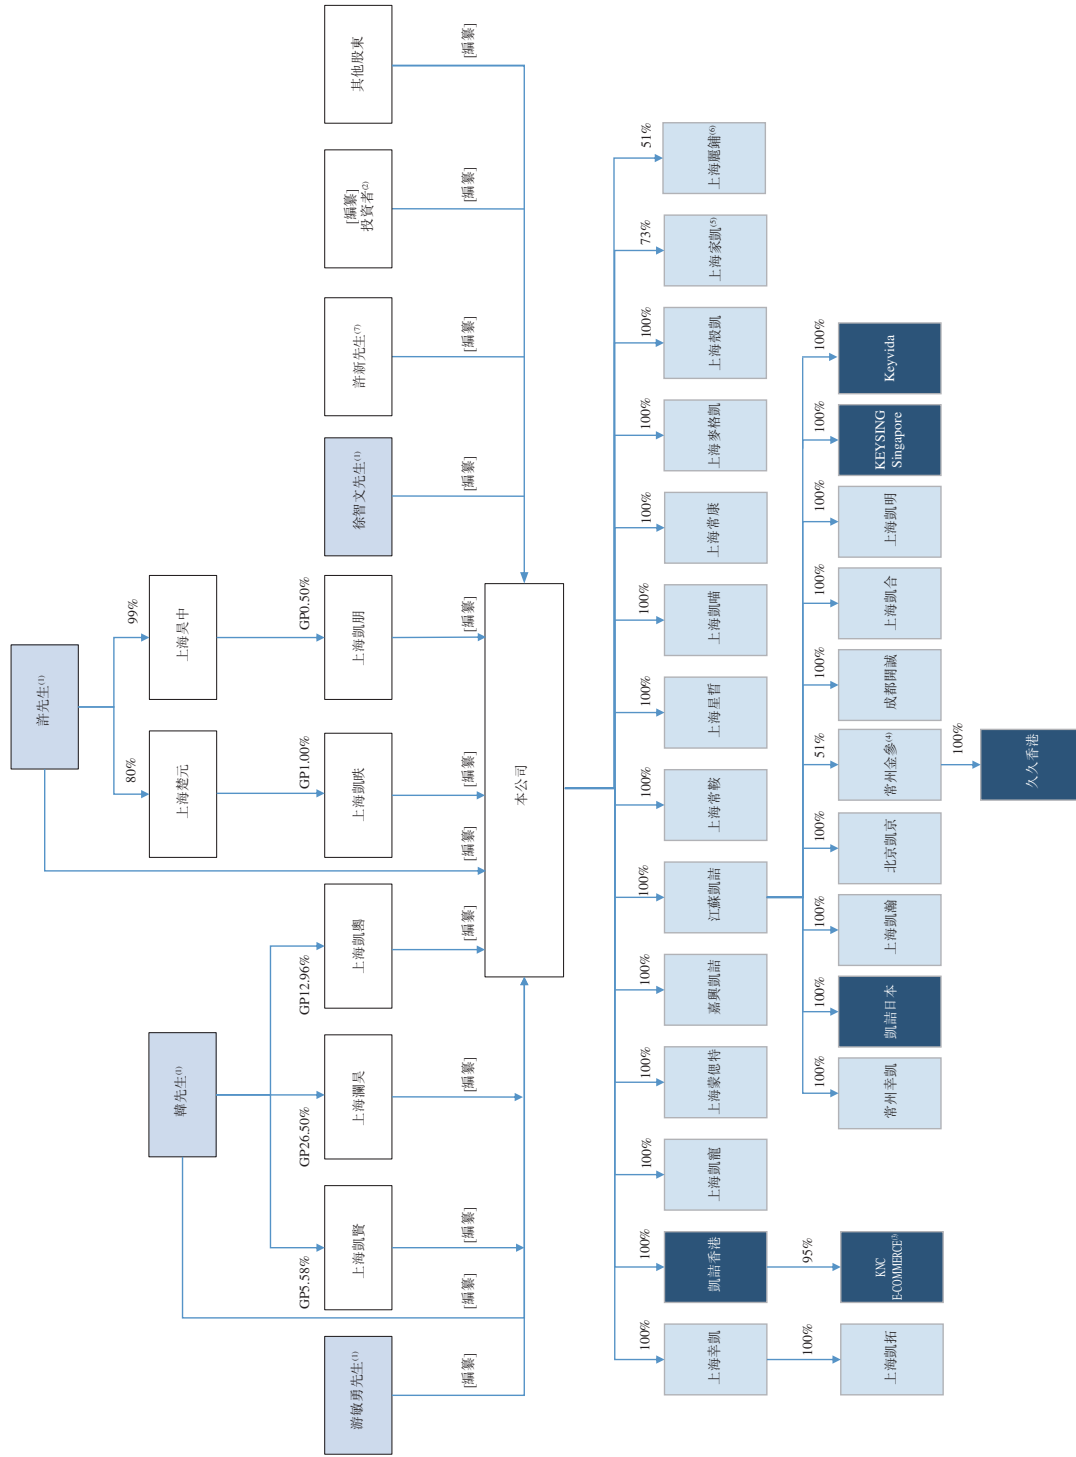 許先生(1)
80%
99%
韓先生(1)
上海楚元
上海昊中
GP5.58%
GP26.50%
GP12.96%
GP1.00%
GP0.50%
游敏勇先生(1)
上海凱賢
上海瀾昊
上海凱
上海凱昳
上海凱朋
徐智文先生(1)
許新先生(7)
[編纂]
投資者(2)
其他股東
[編纂]
[編纂]
[編纂]
[編纂]
[編纂]
[編纂]
[編纂]
[編纂]
[編纂]
[編纂]
[編纂]
[編纂]
本公司
100%
100%
100%
100%
100%
100%
100%
100%
100%
100%
100%
100%
73%
51%
上海幸凱
凱詰香港
上海凱寵
上海蒙偲特
嘉興凱詰
江蘇凱詰
上海常鞍
上海星哲
上海凱喵
上海常康
上海麥格凱
上海殼凱
上海家凱(5)
上海麗鋪(6)
100%
95%
100%
100%
100%
100%
51%
100%
100%
100%
100%
100%
上海凱拓
KNC
E-COMMERCE(3)
常州幸凱
凱詰日本
上海凱瀚
北京凱京
常州金參(4)
成都開誠
上海凱合
上海凱明
KEYSING
Singapore
Keyvida
100%
久久香港